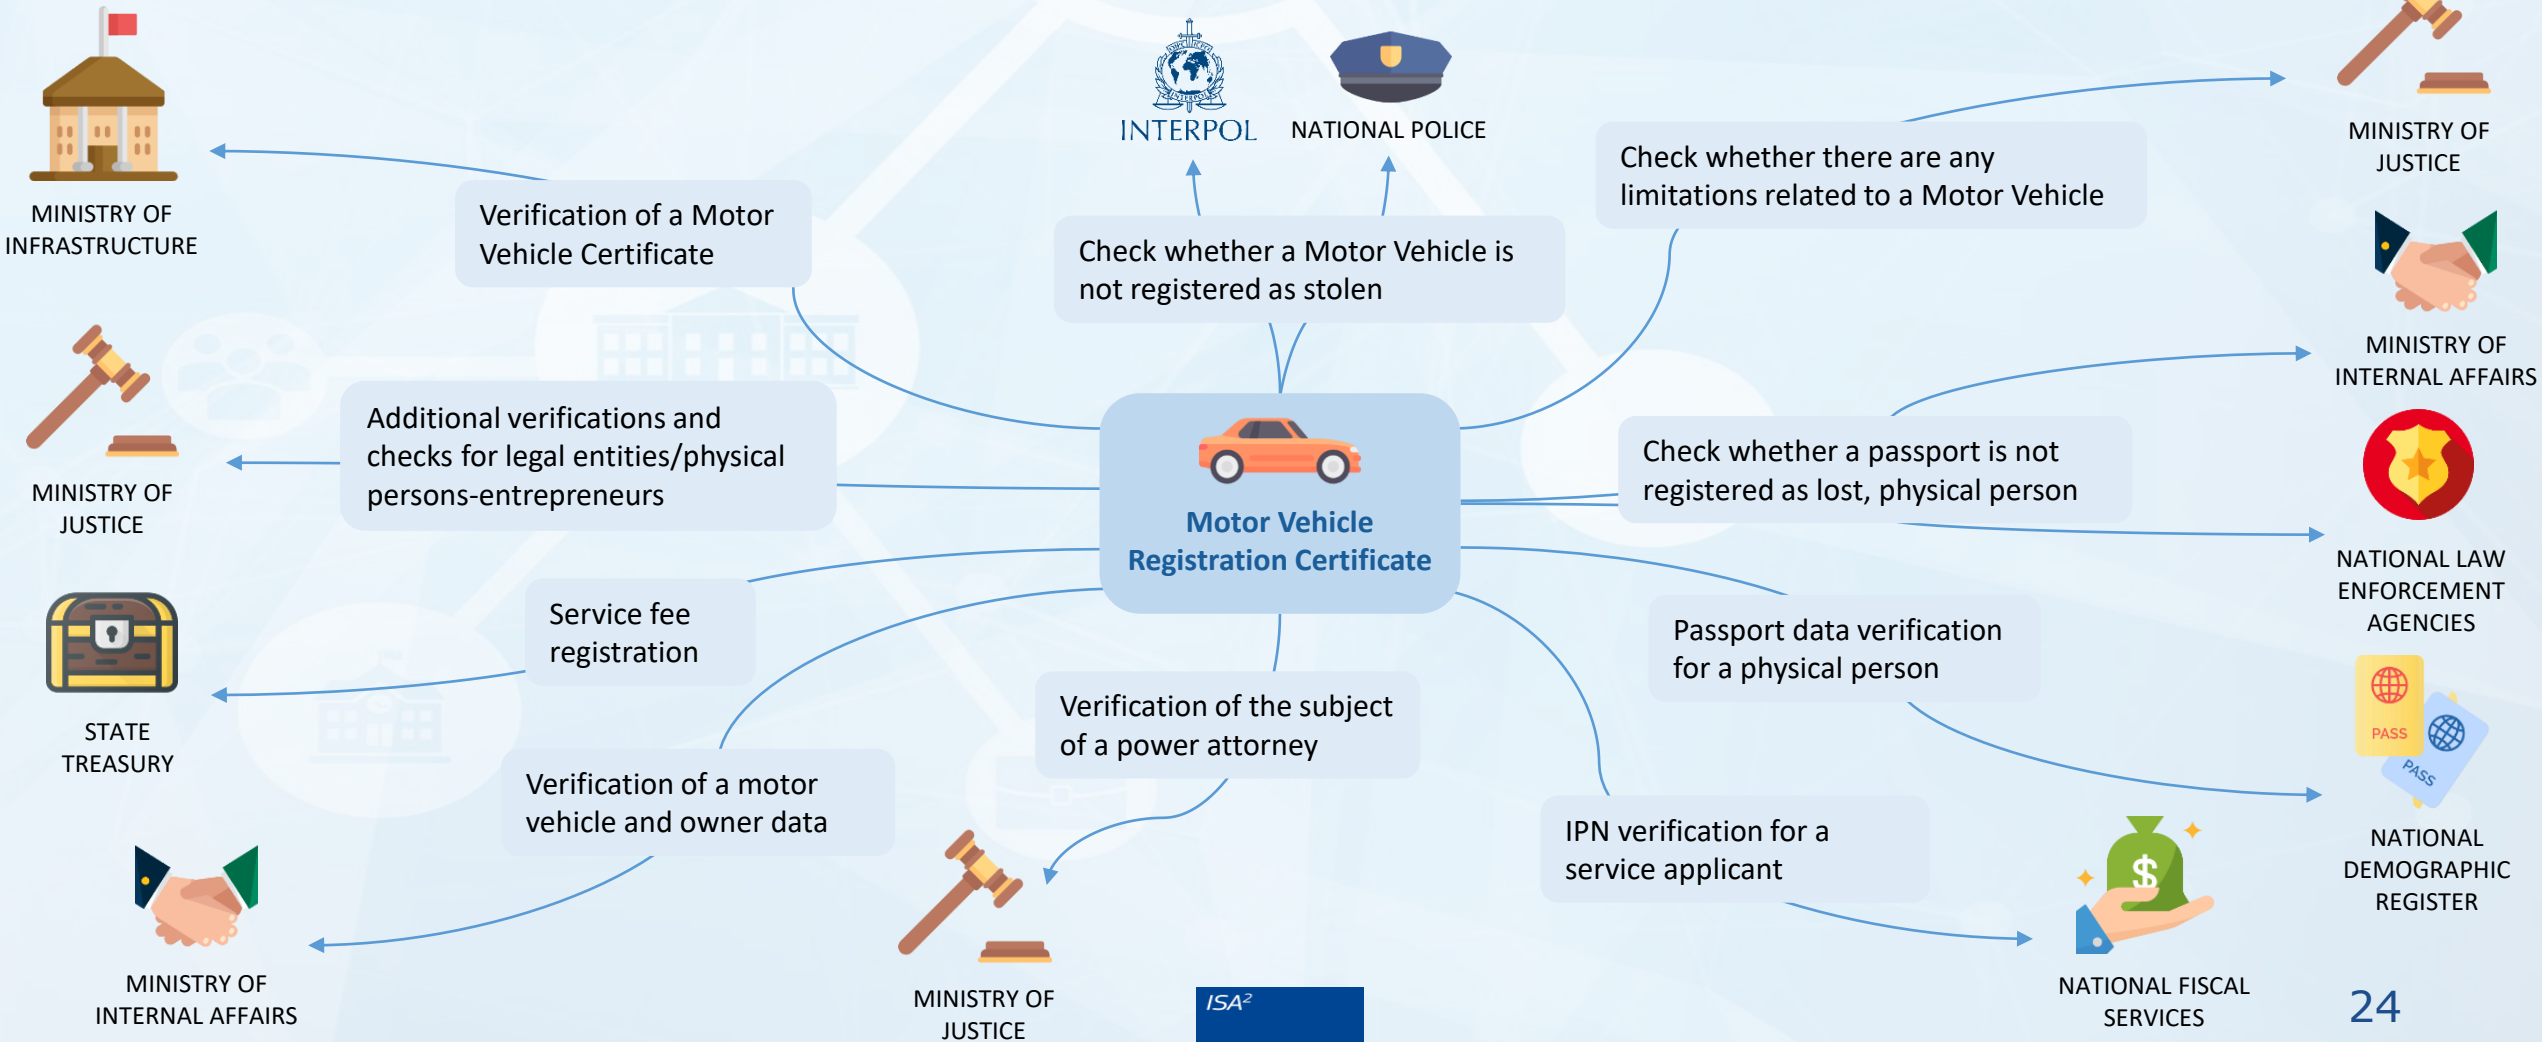 INTERPOL
NATIONAL POLICE
MINISTRY OF
JUSTICE
MINISTRY OF
INFRASTRUCTURE
Verification of a Motor
Vehicle Certificate
Check whether a Motor Vehicle is
not registered as stolen
Check whether there are any
limitations related to a Motor Vehicle
MINISTRY OF
INTERNAL AFFAIRS
MINISTRY OF
JUSTICE
Additional verifications and
checks for legal entities/physical
persons-entrepreneurs
Motor Vehicle
Registration Certificate
Check whether a passport is not
registered as lost, physical person
NATIONAL LAW
ENFORCEMENT
AGENCIES
STATE
TREASURY
Service fee
registration
Passport data verification
for a physical person
PASS
PASS
NATIONAL
DEMOGRAPHIC
REGISTER
Verification of a motor
vehicle and owner data
Verification of the subject
of a power attorney
IPN verification for a
service applicant
$
MINISTRY OF
INTERNAL AFFAIRS
MINISTRY OF
JUSTICE
ISA²
NATIONAL FISCAL
SERVICES
24